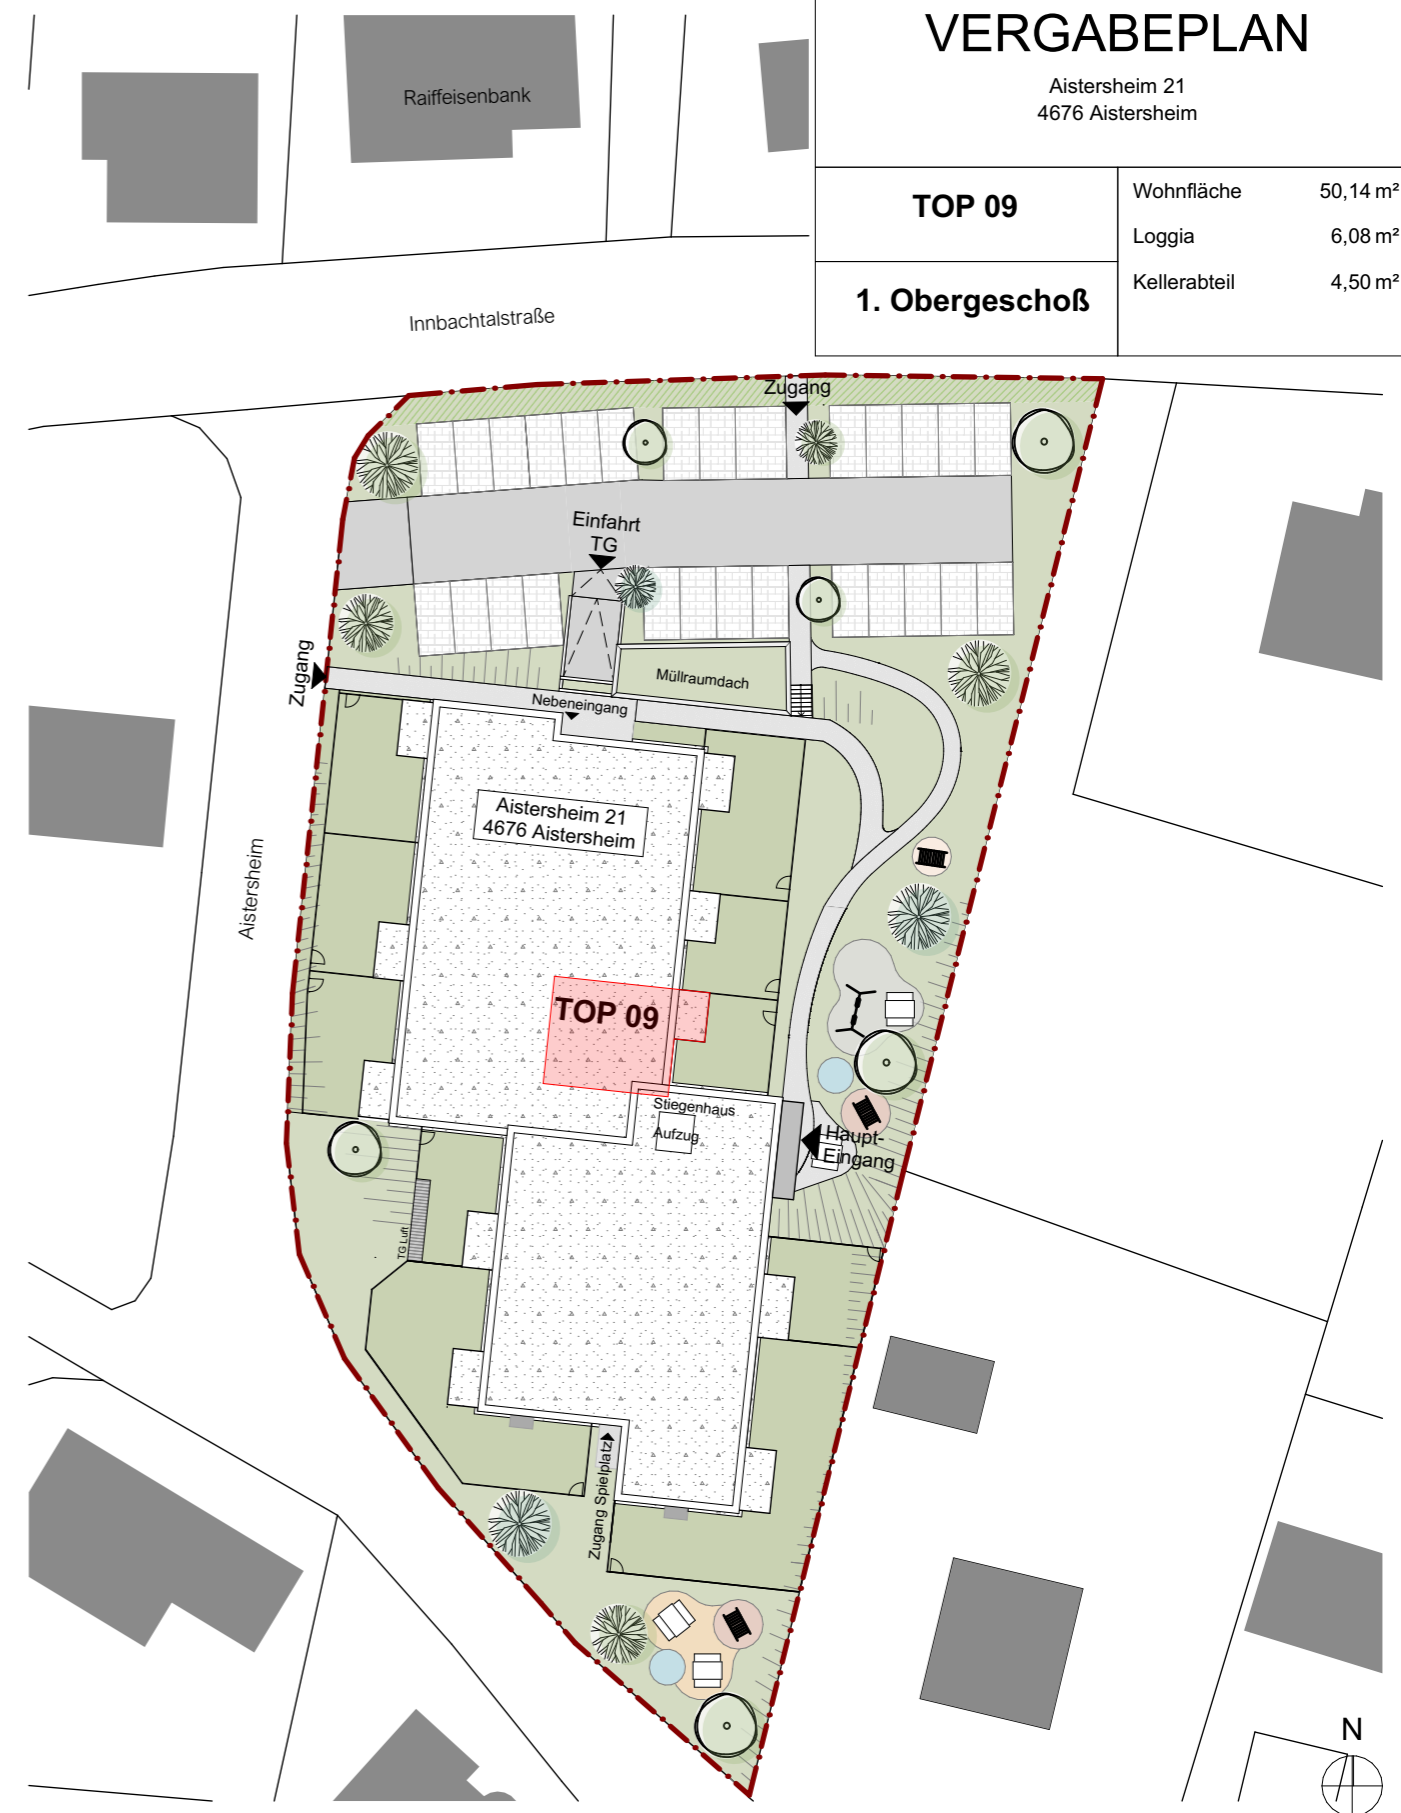 VERGABEPLAN
Aistersheim 21
4676 Aistersheim
TOP 09
1. Obergeschoß
Wohnfläche 50,14 m²
Loggia 6,08 m²
Kellerabteil 4,50 m²
Raiffeisenbank
Innbachtalstraße
Zugang
Einfahrt
TG
Zugang
Müllraumdach
Nebeneingang
Aistersheim 21
4676 Aistersheim
Aistersheim
TOP 09
Stiegenhaus
Aufzug
Haupt-
Eingang
TG Luft
Zugang Spielplatz
N